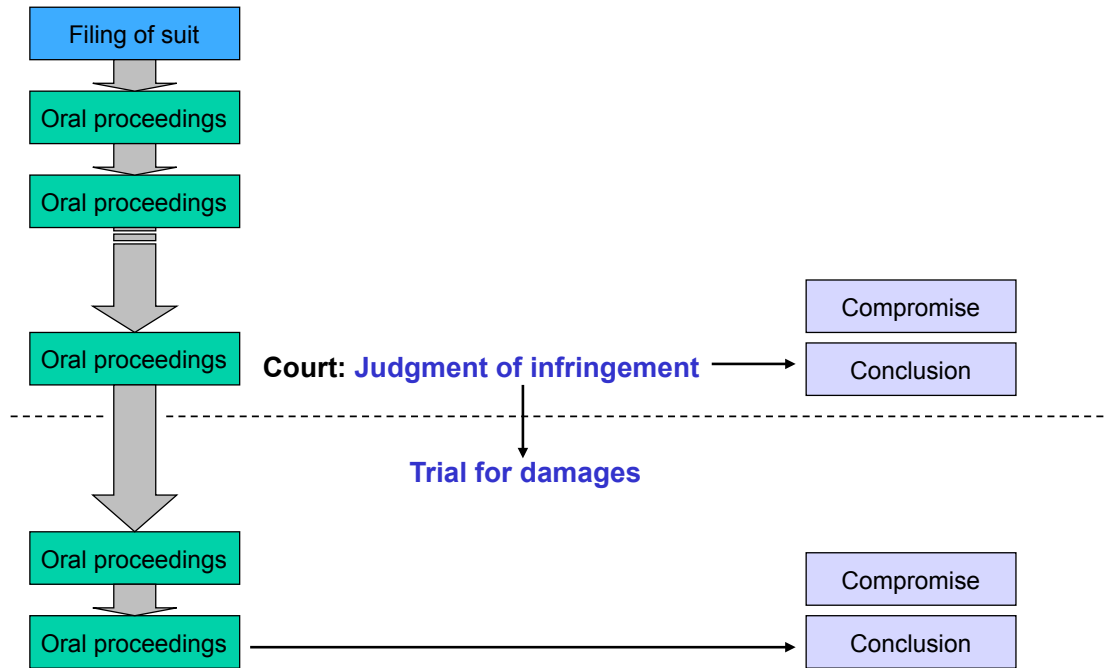 Filing of suit
Oral proceedings
Oral proceedings
Compromise
Oral proceedings
Court: Judgment of infringement
Conclusion
Trial for damages
Oral proceedings
Compromise
Oral proceedings
Conclusion